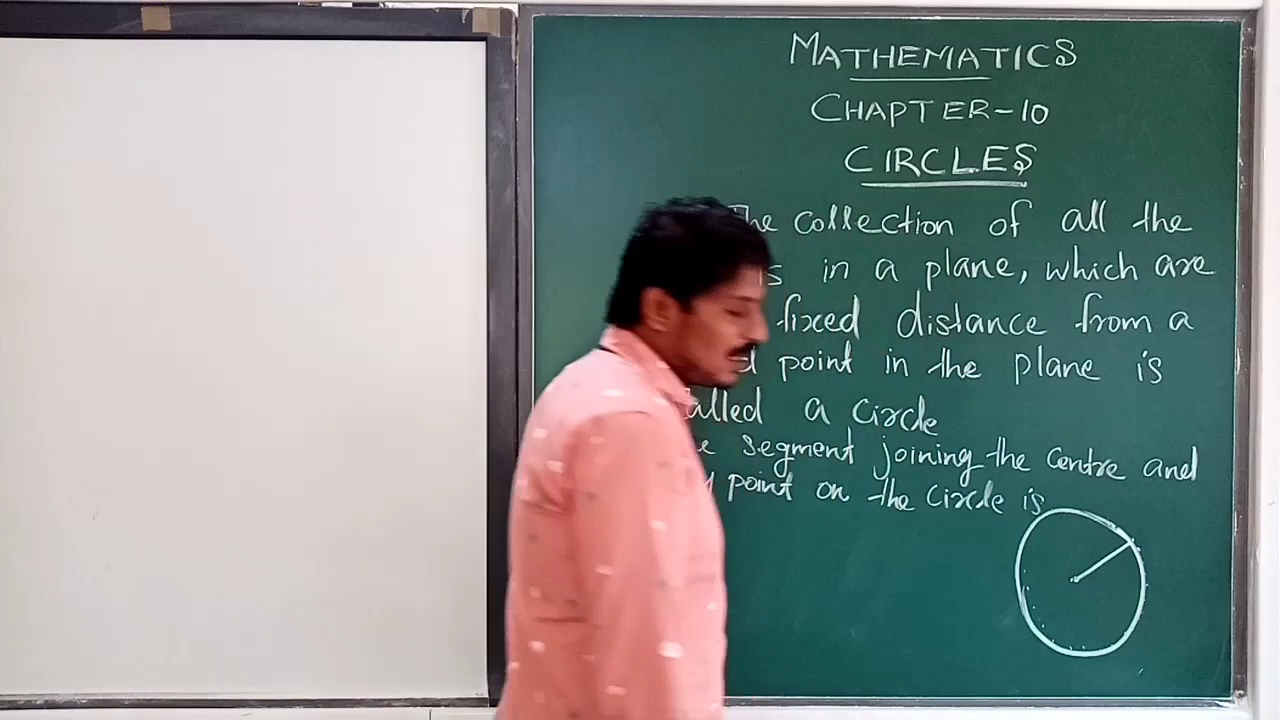 MATHEMATICS
CHAPTER-10
CIRCLES
The collection of all the
in a plane, which are
fixed distance from a
point in the plane is
called a circle
segment joining the centre and
point on the circle is